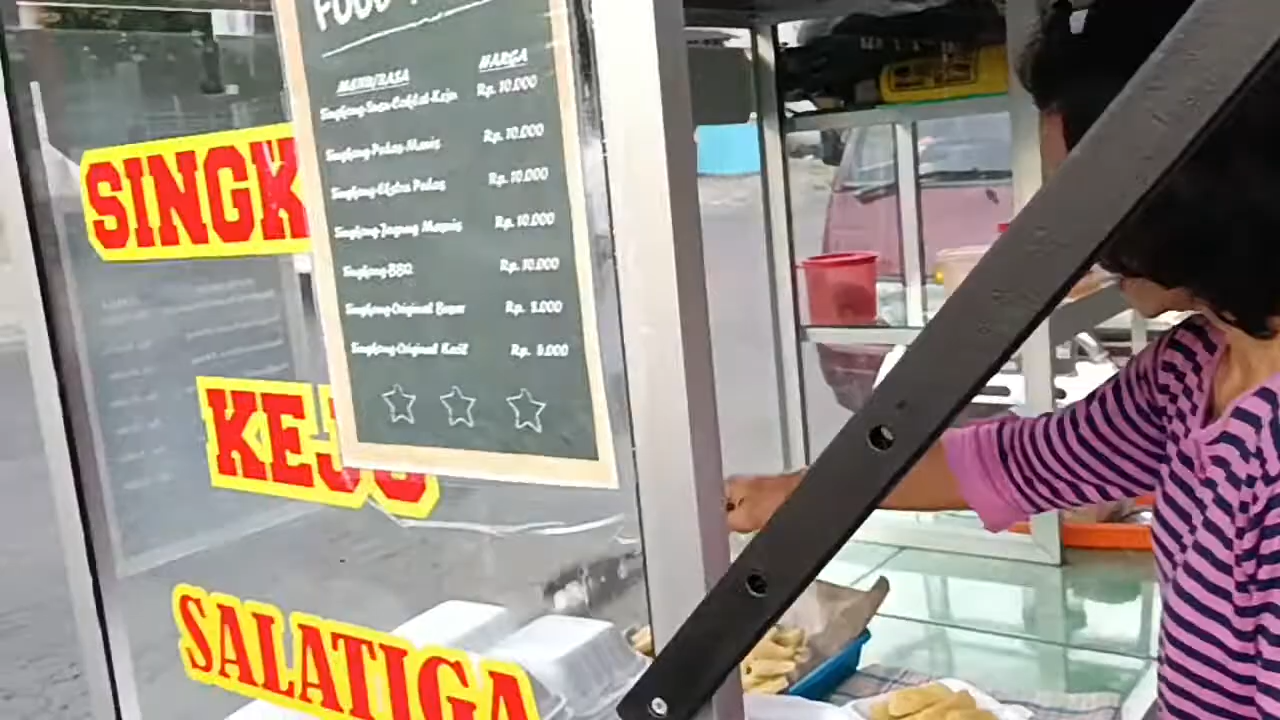 FOOD
MENU/RASA HARGA
Singkong Susu Coklat Keju Rp. 10.000
Singkong Pedas Manis Rp. 10.000
Singkong Ekstra Pedas Rp. 10.000
Singkong Jagung Manis Rp. 10.000
Singkong BBQ Rp. 10.000
Singkong Original Besar Rp. 8.000
Singkong Original Kecil Rp. 5.000
SINGK
KEJU
SALATIGA